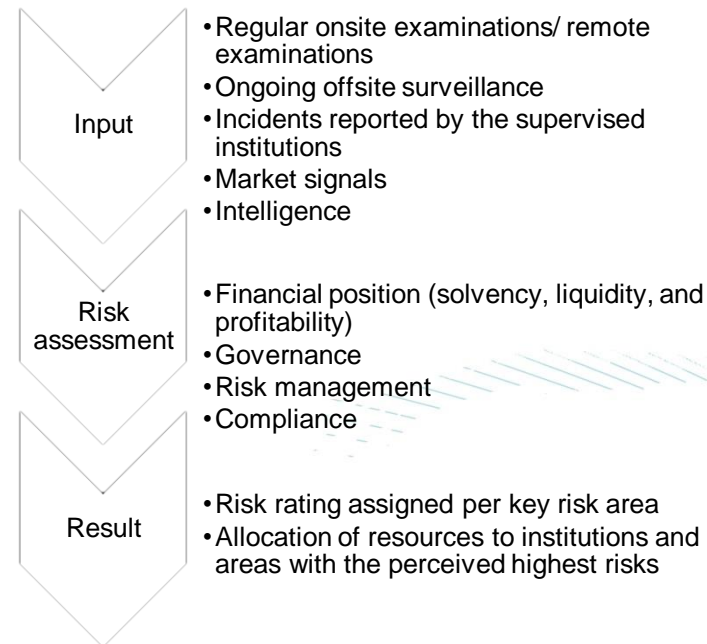 Input
•Regular onsite examinations/ remote
examinations
•Ongoing offsite surveillance
•Incidents reported by the supervised
institutions
•Market signals
•Intelligence
Risk
assessment
•Financial position (solvency, liquidity, and
profitability)
•Governance
•Risk management
•Compliance
Result
•Risk rating assigned per key risk area
•Allocation of resources to institutions and
areas with the perceived highest risks